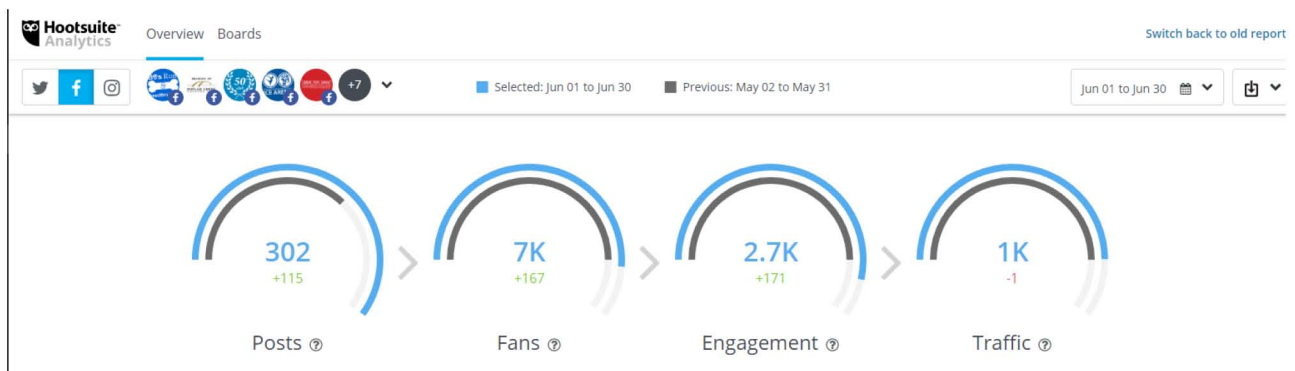 Hootsuite™
Analytics
Overview Boards
Switch back to old report
f
+7
Selected: Jun 01 to Jun 30
Previous: May 02 to May 31
Jun 01 to Jun 30
50
302
+115
Posts ?
7K
+167
Fans ?
2.7K
+171
Engagement ?
1K
-1
Traffic ?